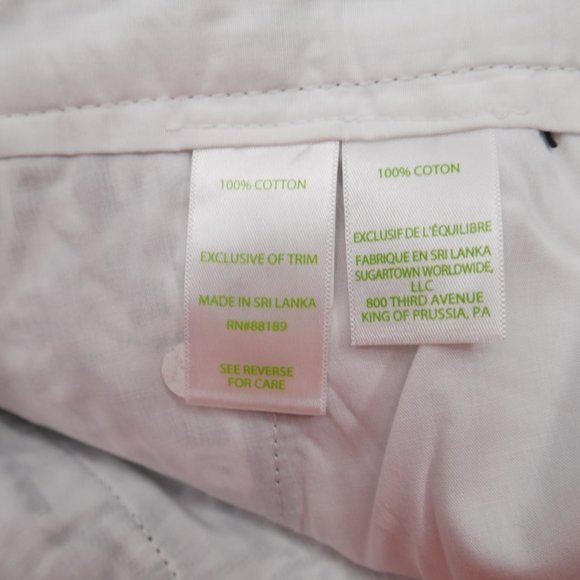 100% COTTON
EXCLUSIVE OF TRIM
MADE IN SRI LANKA
RN#88189
SEE REVERSE
FOR CARE
100% COTON
EXCLUSIF DE L'ÉQUILIBRE
FABRIQUE EN SRI LANKA
SUGARTOWN WORLDWIDE,
LLC
800 THIRD AVENUE
KING OF PRUSSIA, PA